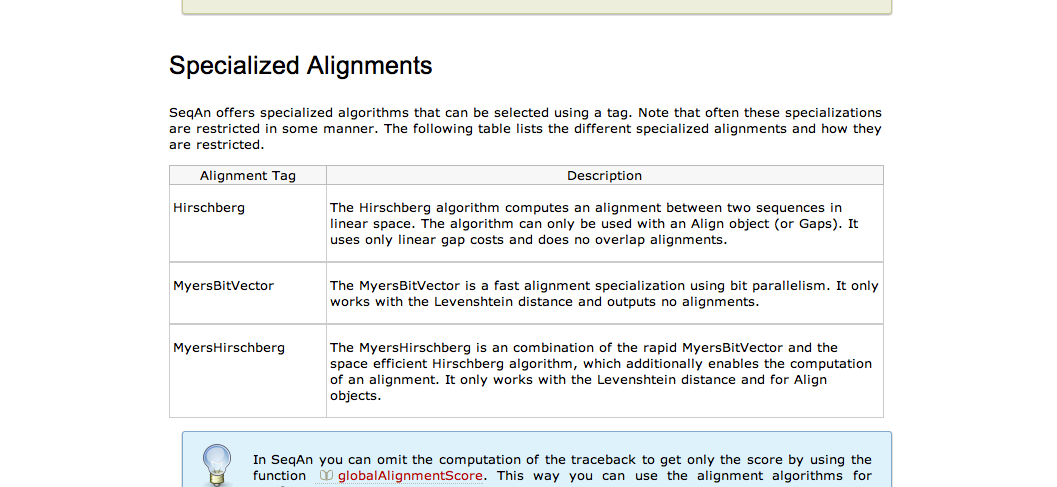 Specialized Alignments
SeqAn offers specialized algorithms that can be selected using a tag. Note that often these specializations
are restricted in some manner. The following table lists the different specialized alignments and how they
are restricted.
Alignment Tag Description
Hirschberg
The Hirschberg algorithm computes an alignment between two sequences in
linear space. The algorithm can only be used with an Align object (or Gaps). It
uses only linear gap costs and does no overlap alignments.
MyersBitVector
The MyersBitVector is a fast alignment specialization using bit parallelism. It only
works with the Levenshtein distance and outputs no alignments.
MyersHirschberg
The MyersHirschberg is an combination of the rapid MyersBitVector and the
space efficient Hirschberg algorithm, which additionally enables the computation
of an alignment. It only works with the Levenshtein distance and for Align
objects.
In SeqAn you can omit the computation of the traceback to get only the score by using the
function globalAlignmentScore. This way you can use the alignment algorithms for